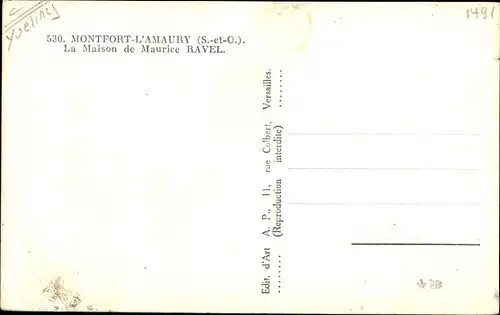 Yvelines
1491
530. MONTFORT-L'AMAURY (S.-et-O.).
La Maison de Maurice RAVEL.
Edit. d'Art A. P., 11, rue Colbert, Versailles.
........ (Reproduction interdite) ........